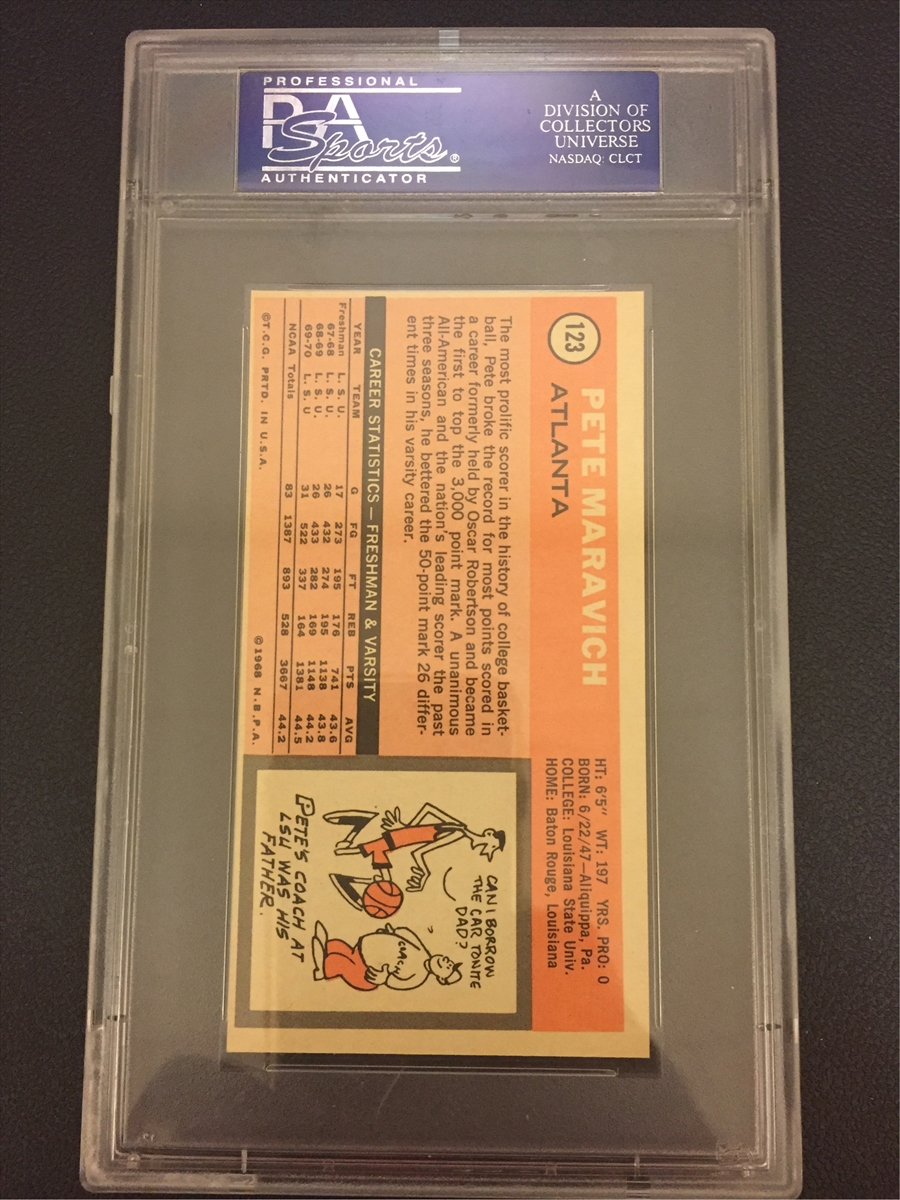 PROFESSIONAL
PSA
Sports®
AUTHENTICATOR
A
DIVISION OF
COLLECTORS
UNIVERSE
NASDAQ: CLCT
123
PETE MARAVICH
ATLANTA
HT: 6'5" WT: 197 YRS. PRO: 0
BORN: 6/22/47—Aliquippa, Pa.
COLLEGE: Louisiana State Univ.
HOME: Baton Rouge, Louisiana
The most prolific scorer in the history of college basket-
ball, Pete broke the record for most points scored in
a career formerly held by Oscar Robertson and became
the first to top the 3,000 point mark. A unanimous
All-American and the nation's leading scorer the past
three seasons, he bettered the 50-point mark 26 differ-
ent times in his varsity career.
CAREER STATISTICS — FRESHMAN & VARSITY
YEAR TEAM G FG FT REB PTS AVG
Freshman L. S. U. 17 273 195 176 741 43.6
67-68 L. S. U. 26 432 274 195 1138 43.8
68-69 L. S. U. 26 433 282 169 1148 44.2
69-70 L. S. U 31 522 337 164 1381 44.5
NCAA Totals 83 1387 893 528 3667 44.2
©T.C.G. PRTD. IN U.S.A. ©1968 N.B.P.A.
CAN I BORROW
THE CAR TONITE
DAD?
?
COACH
PETE'S COACH AT
LSU WAS HIS
FATHER.